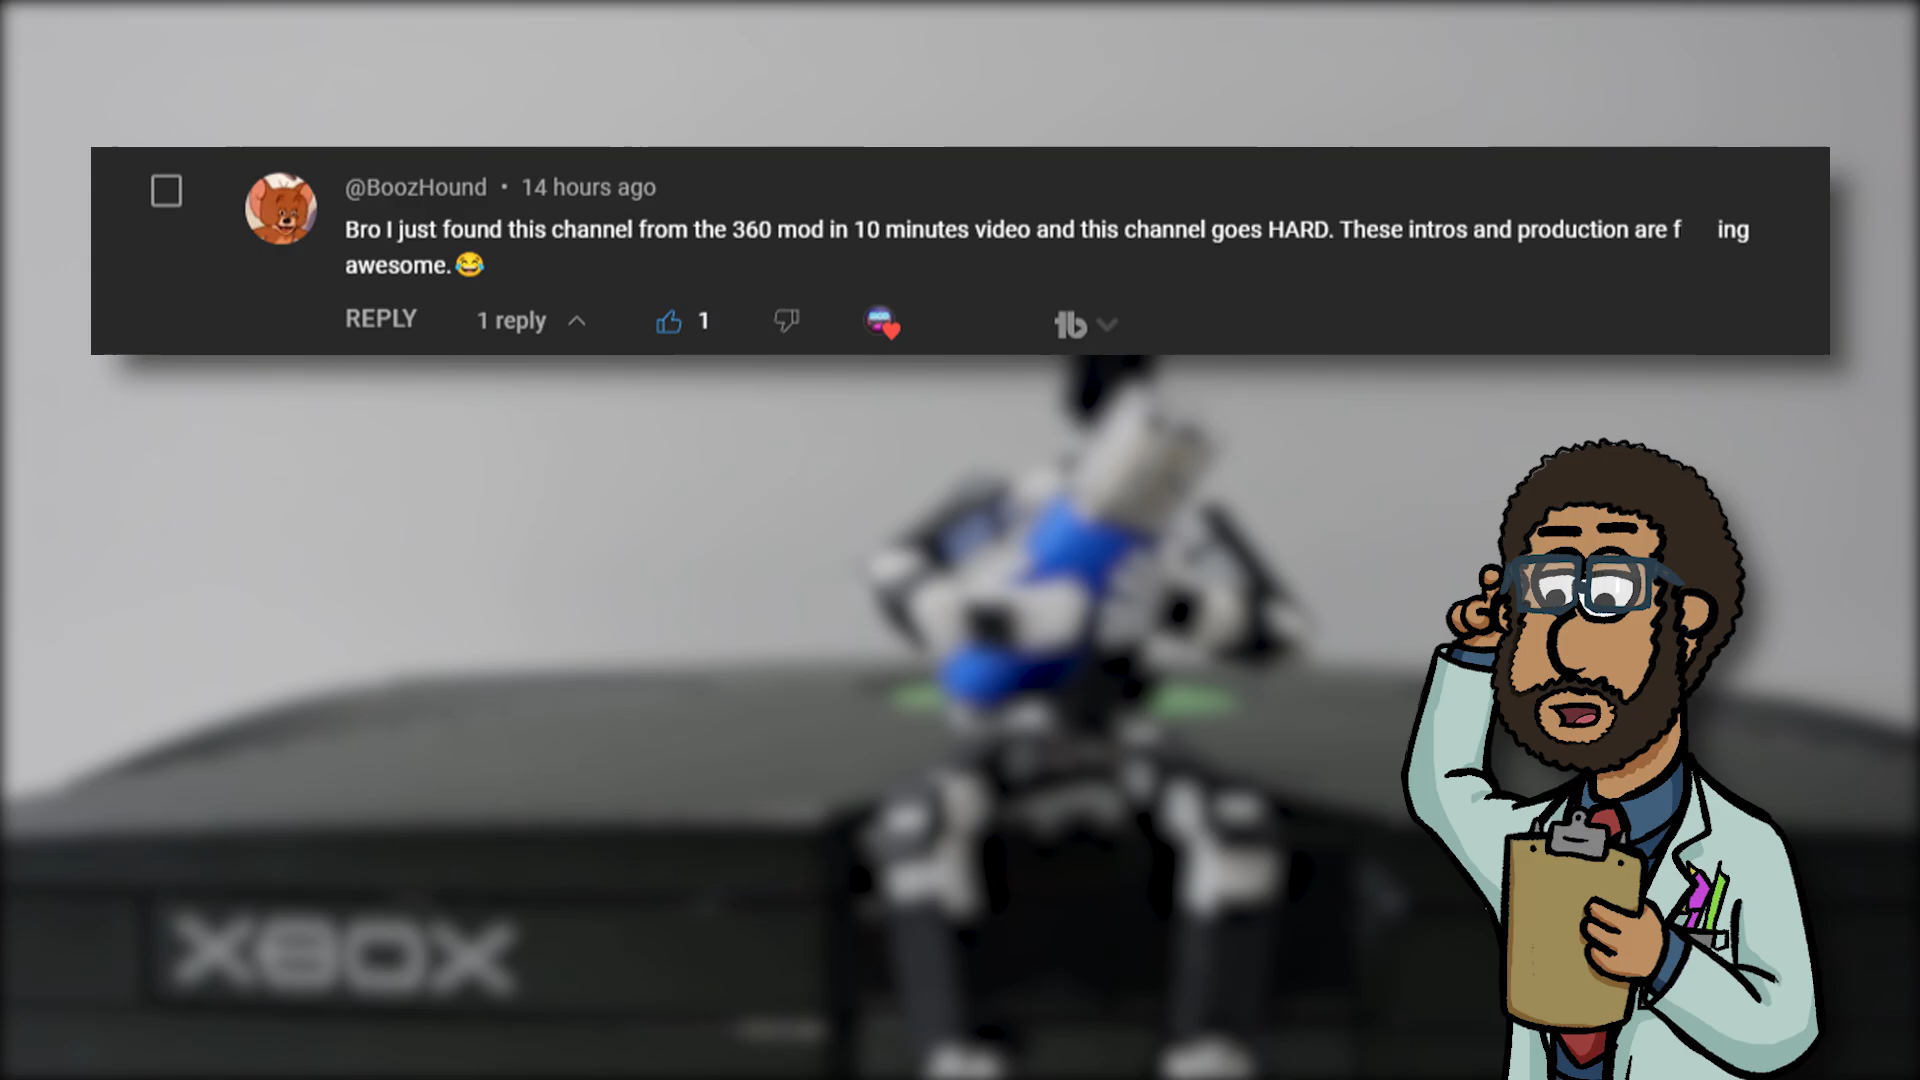 @BoozHound • 14 hours ago
Bro I just found this channel from the 360 mod in 10 minutes video and this channel goes HARD. These intros and production are f ing
awesome.😂
REPLY 1 reply 1
XBOX